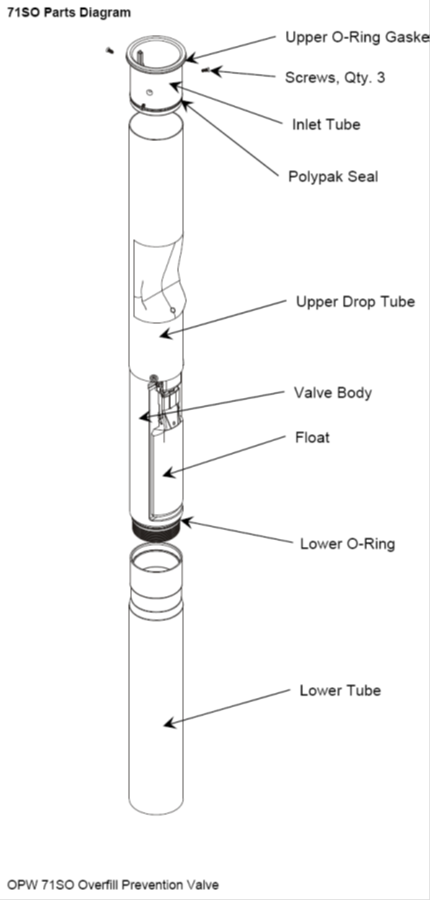 71SO Parts Diagram
Upper O-Ring Gaske
Screws, Qty. 3
Inlet Tube
Polypak Seal
Upper Drop Tube
Valve Body
Float
Lower O-Ring
Lower Tube
OPW 71SO Overfill Prevention Valve